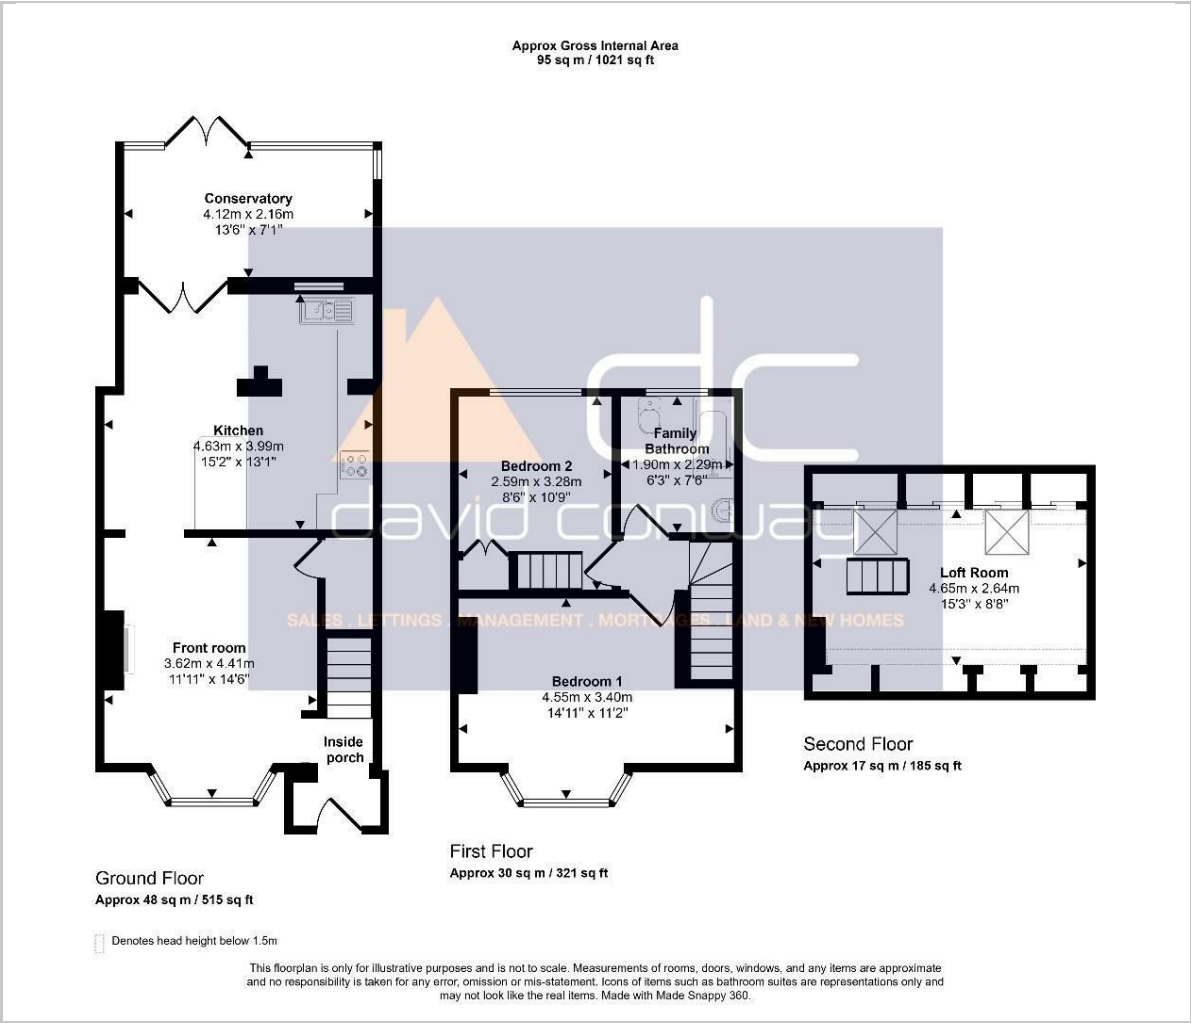 Approx Gross Internal Area
95 sq m / 1021 sq ft
Conservatory
4.12m x 2.16m
13'6" x 7'1"
Kitchen
4.63m x 3.99m
15'2" x 13'1"
Front room
3.62m x 4.41m
11'11" x 14'6"
Inside
porch
Ground Floor
Approx 48 sq m / 515 sq ft
Bedroom 2
2.59m x 3.28m
8'6" x 10'9"
Family
Bathroom
1.90m x 2.29m
6'3" x 7'6"
Bedroom 1
4.55m x 3.40m
14'11" x 11'2"
First Floor
Approx 30 sq m / 321 sq ft
Loft Room
4.65m x 2.64m
15'3" x 8'8"
Second Floor
Approx 17 sq m / 185 sq ft
dc
david conway
SALES . LETTINGS . MANAGEMENT . MORTGAGES . LAND & NEW HOMES
Denotes head height below 1.5m
This floorplan is only for illustrative purposes and is not to scale. Measurements of rooms, doors, windows, and any items are approximate
and no responsibility is taken for any error, omission or mis-statement. Icons of items such as bathroom suites are representations only and
may not look like the real items. Made with Made Snappy 360.